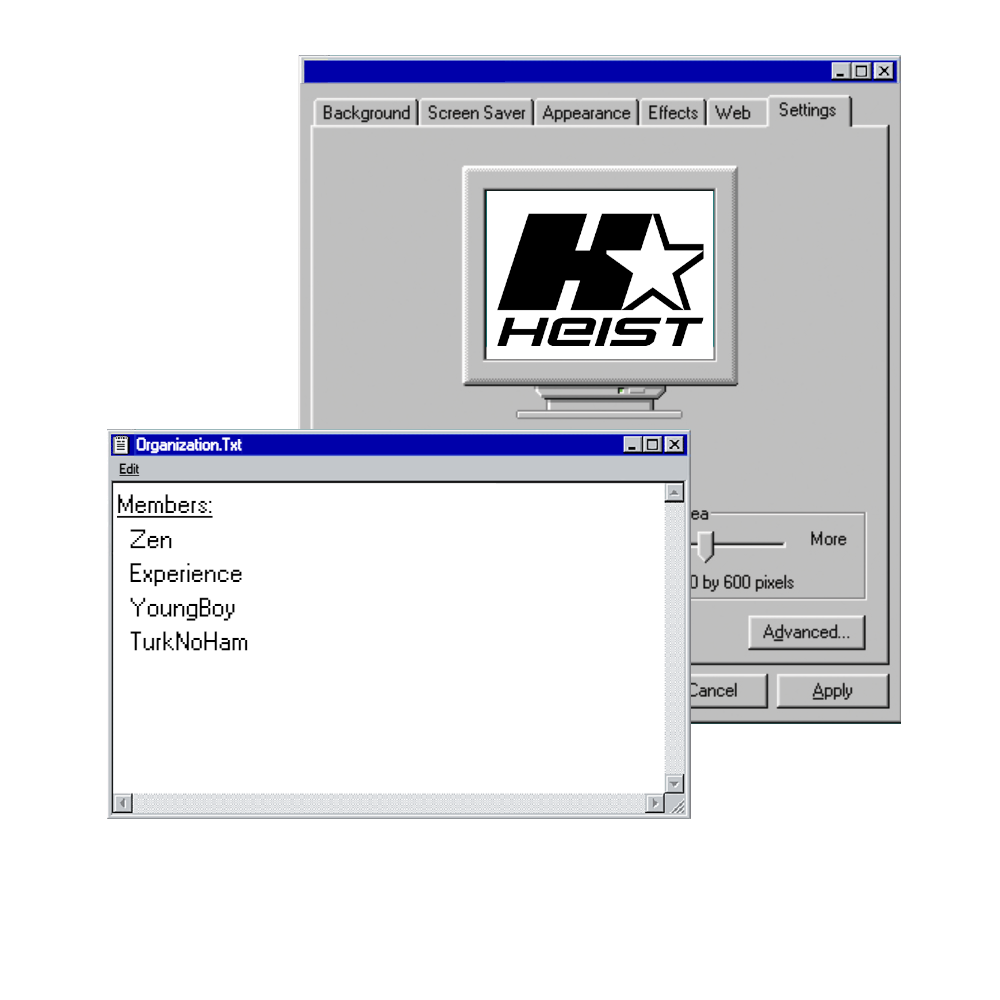 Background Screen Saver Appearance Effects Web Settings
H
HEIST
Organization.Txt
Edit
Members:
Zen
Experience
YoungBoy
TurkNoHam
ea
More
0 by 600 pixels
Advanced...
Cancel Apply